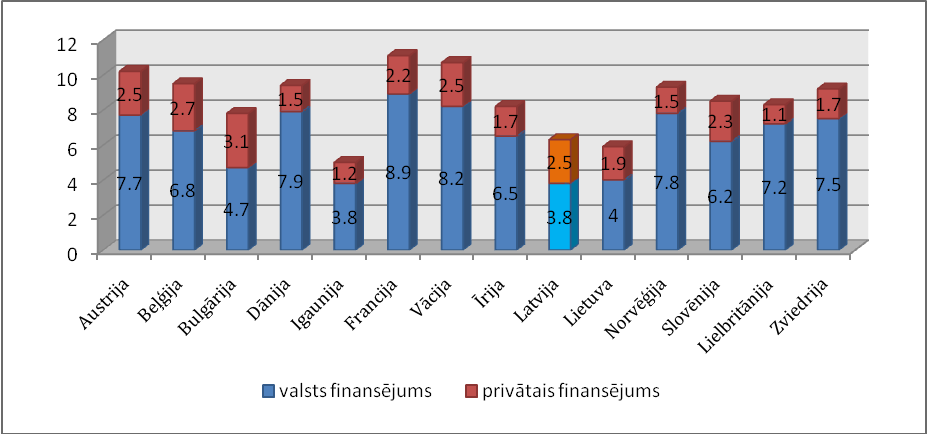 12
10
8
6
4
2
0
2.5 2.7 3.1 1.5 1.2 2.2 2.5 1.7 2.5 1.9 1.5 2.3 1.1 1.7
7.7 6.8 4.7 7.9 3.8 8.9 8.2 6.5 3.8 4 7.8 6.2 7.2 7.5
Austrija Beļģija Bulgārija Dānija Igaunija Francija Vācija Īrija Latvija Lietuva Norvēģija Slovēnija Lielbritānija Zviedrija
valsts finansējums privātais finansējums